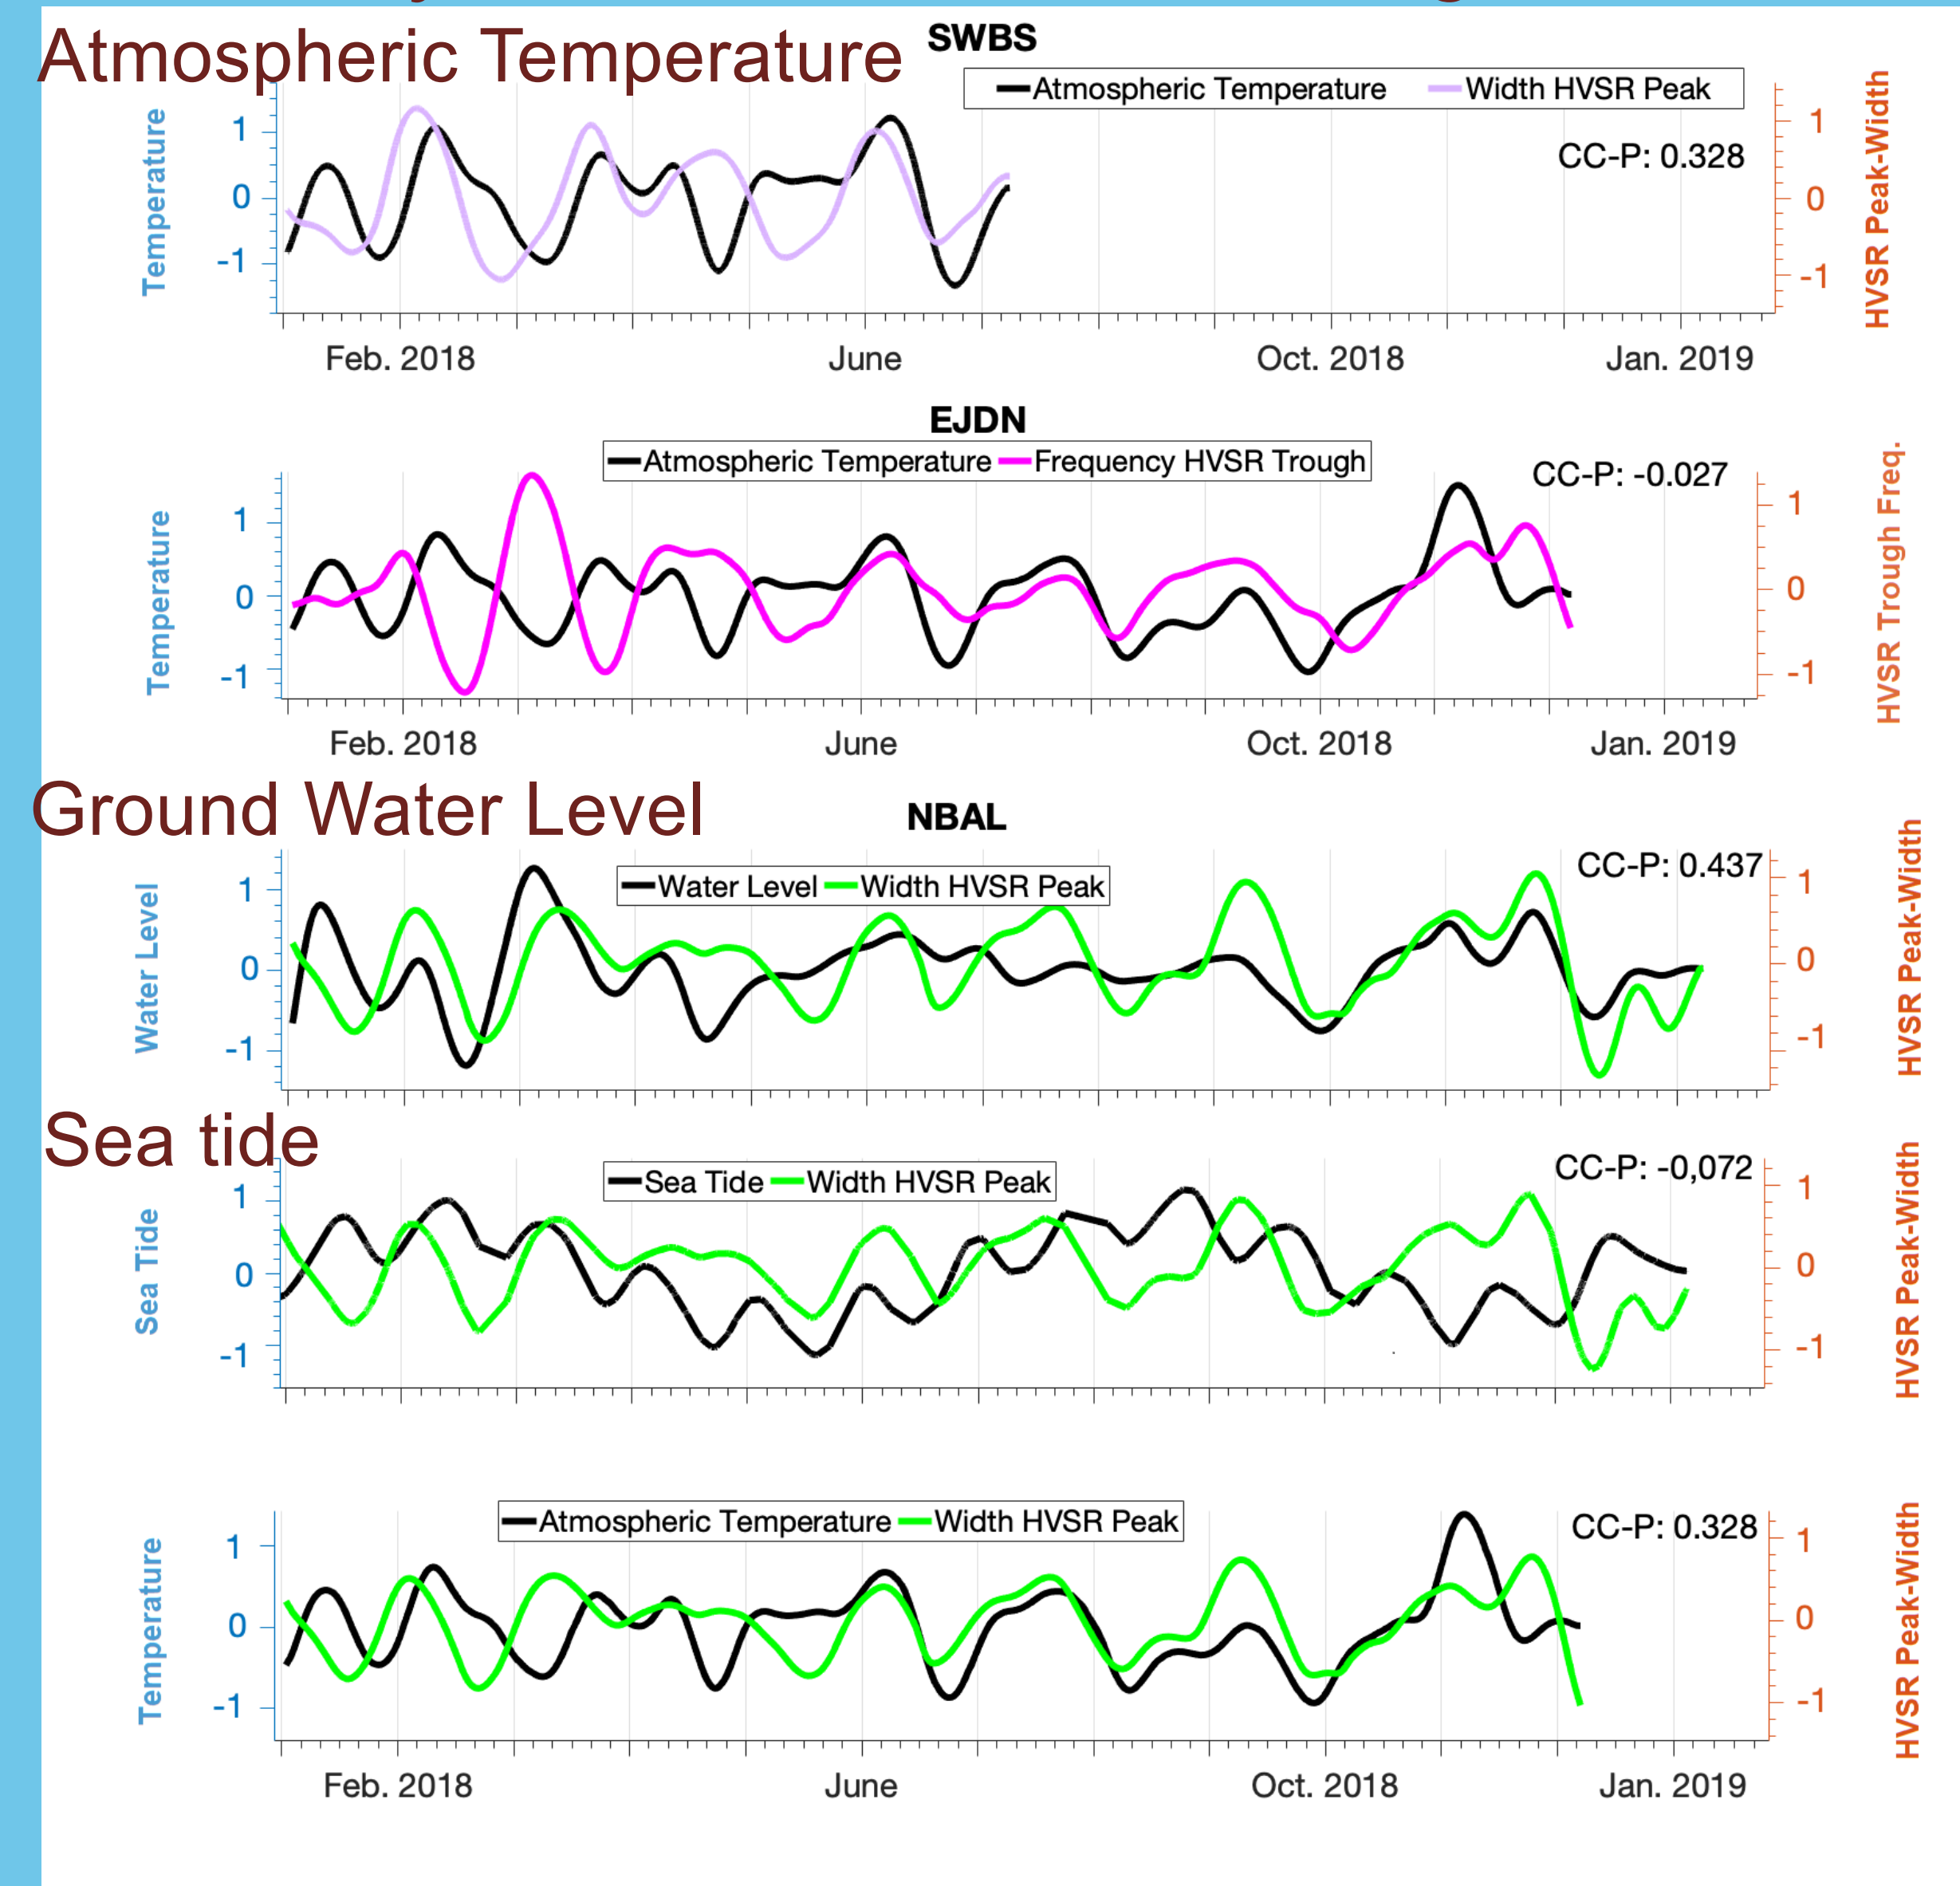 Atmospheric Temperature
SWBS
Atmospheric Temperature Width HVSR Peak
CC-P: 0.328
Temperature
1
0
-1
1
0
-1
HVSR Peak-Width
Feb. 2018 June Oct. 2018 Jan. 2019
EJDN
Atmospheric Temperature Frequency HVSR Trough
CC-P: -0.027
Temperature
1
0
-1
1
0
-1
HVSR Trough Freq.
Feb. 2018 June Oct. 2018 Jan. 2019
Ground Water Level
NBAL
Water Level Width HVSR Peak
CC-P: 0.437
Water Level
1
0
-1
1
0
-1
HVSR Peak-Width
Sea tide
Sea Tide Width HVSR Peak
CC-P: -0,072
Sea Tide
1
0
-1
1
0
-1
HVSR Peak-Width
Atmospheric Temperature Width HVSR Peak
CC-P: 0.328
Temperature
1
0
-1
1
0
-1
HVSR Peak-Width
Feb. 2018 June Oct. 2018 Jan. 2019